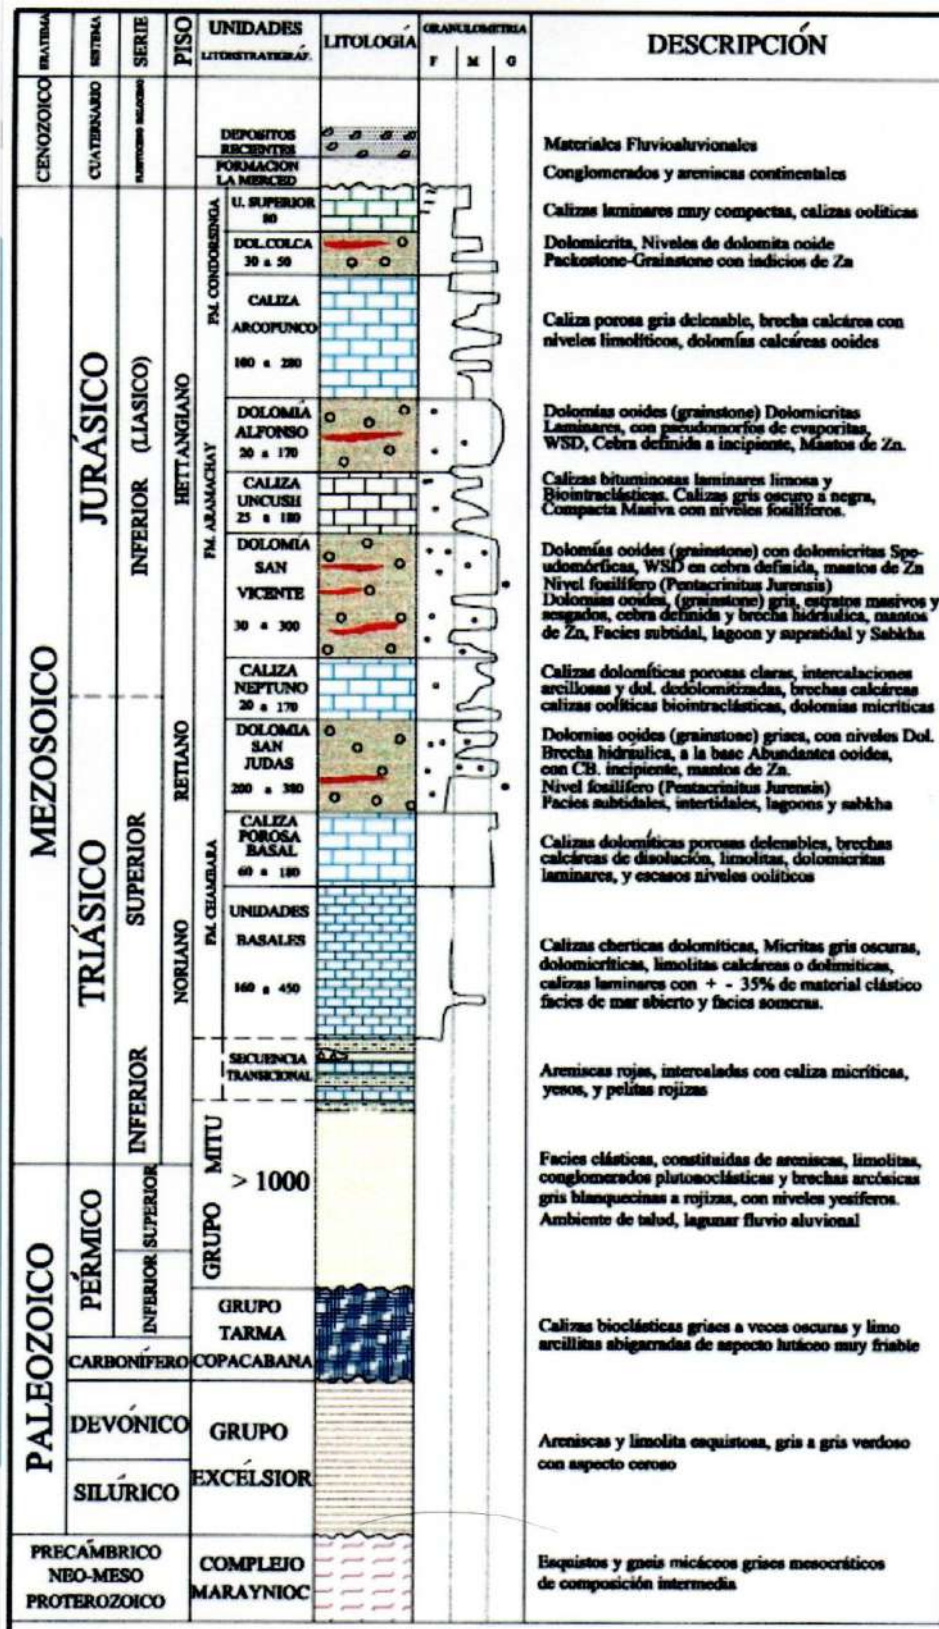 ERATEMA
SISTEMA
SERIE
PISO
UNIDADES
LITOESTRATIGRÁF.
LITOLOGÍA
GRANULOMETRIA
F M G
DESCRIPCIÓN
CENOZOICO
CUATERNARIO
DEPOSITOS
RECIENTES
Materiales Fluvioaluvionales
FORMACION
LA MERCED
Conglomerados y areniscas continentales
MEZOSOICO
JURÁSICO
INFERIOR (LIASICO)
HETTANGIANO
FM. CONDORSINGA
U. SUPERIOR
80
Calizas laminares muy compactas, calizas oolíticas
DOL.COLCA
30 a 50
Dolomicrita, Niveles de dolomita ooide
Packestone-Grainstone con indicios de Zn
CALIZA
ARCOPUNCO
Caliza porosa gris delenable, brecha calcárea con
niveles limolíticos, dolomías calcáreas ooides
FM. ARAMACHAY
DOLOMÍA
ALFONSO
20 a 170
Dolomías ooides (grainstone) Dolomicritas
Laminares, con pseudomorfos de evaporitas,
WSD, Cebra definida a incipiente, Mantos de Zn.
CALIZA
UNCUSH
25 a 180
Calizas bituminosas laminares limosa y
Biointraclásticas. Calizas gris oscuro a negra,
Compacta Masiva con niveles fosilíferos.
DOLOMÍA
SAN
VICENTE
30 a 300
Dolomías ooides (grainstone) con dolomicritas Spe-
udomórficas, WSD en cebra definida, mantos de Zn
Nivel fosilífero (Pentacrinitus Jurensis)
Dolomias ooides, (grainstone) gris, estratos masivos y
sesgados, cebra definida y brecha hidráulica, mantos
de Zn, Facies subtidal, lagoon y supratidal y Sabkha
TRIÁSICO
SUPERIOR
RETIANO
CALIZA
NEPTUNO
20 a 170
Calizas dolomíticas porosas claras, intercalaciones
arcillosas y dol. dedolomitizadas, brechas calcáreas
calizas oolíticas biointraclásticas, dolomias micríticas
FM. CHAMBARA
DOLOMIA
SAN
JUDAS
200 a 380
Dolomias ooides (grainstone) grises, con niveles Dol.
Brecha hidraulica, a la base Abundantes ooides,
con CB. incipiente, mantos de Zn.
Nivel fosilífero (Pentacrinitus Jurensis)
Facies subtidales, intertidales, lagoons y sabkha
CALIZA
POROSA
BASAL
60 a 180
Calizas dolomíticas porosas delenables, brechas
calcáreas de disolución, limolitas, dolomicritas
laminares, y escasos niveles oolíticos
NORIANO
UNIDADES
BASALES
160 a 450
Calizas cherticas dolomíticas, Micritas gris oscuras,
dolomicríticas, limolitas calcáreas o dolimiticas,
calizas laminares con + - 35% de material clástico
facies de mar abierto y facies someras.
INFERIOR
SECUENCIA
TRANSICIONAL
Areniscas rojas, intercaladas con caliza micríticas,
yesos, y pelitas rojizas
GRUPO MITU
> 1000
Facies clásticas, constituidas de areniscas, limolitas,
conglomerados plutonoclásticos y brechas arcósicas
gris blanquecinas a rojizas, con niveles yesíferos.
Ambiente de talud, lagunar fluvio aluvional
PALEOZOICO
PÉRMICO
SUPERIOR
INFERIOR
GRUPO
TARMA
COPACABANA
Calizas bioclásticas grises a veces oscuras y limo
arcillitas abigarradas de aspecto lutáceo muy friable
CARBONÍFERO
DEVÓNICO
SILÚRICO
GRUPO
EXCÉLSIOR
Areniscas y limolita esquistosa, gris a gris verdoso
con aspecto ceroso
PRECÁMBRICO
NEO-MESO
PROTEROZOICO
COMPLEJO
MARAYNIOC
Esquistos y gneis micáceos grises mesocráticos
de composición intermedia